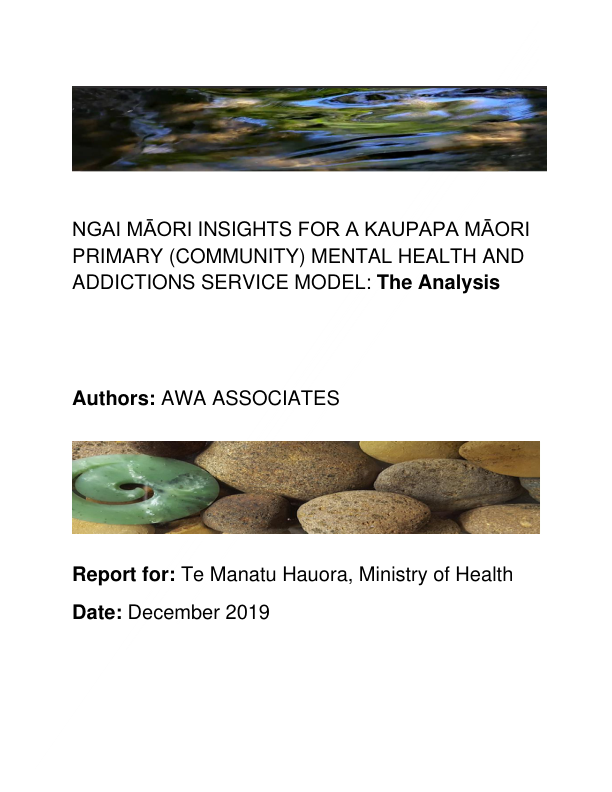 NGAI MĀORI INSIGHTS FOR A KAUPAPA MĀORI
PRIMARY (COMMUNITY) MENTAL HEALTH AND
ADDICTIONS SERVICE MODEL: The Analysis
Authors: AWA ASSOCIATES
Report for: Te Manatu Hauora, Ministry of Health
Date: December 2019